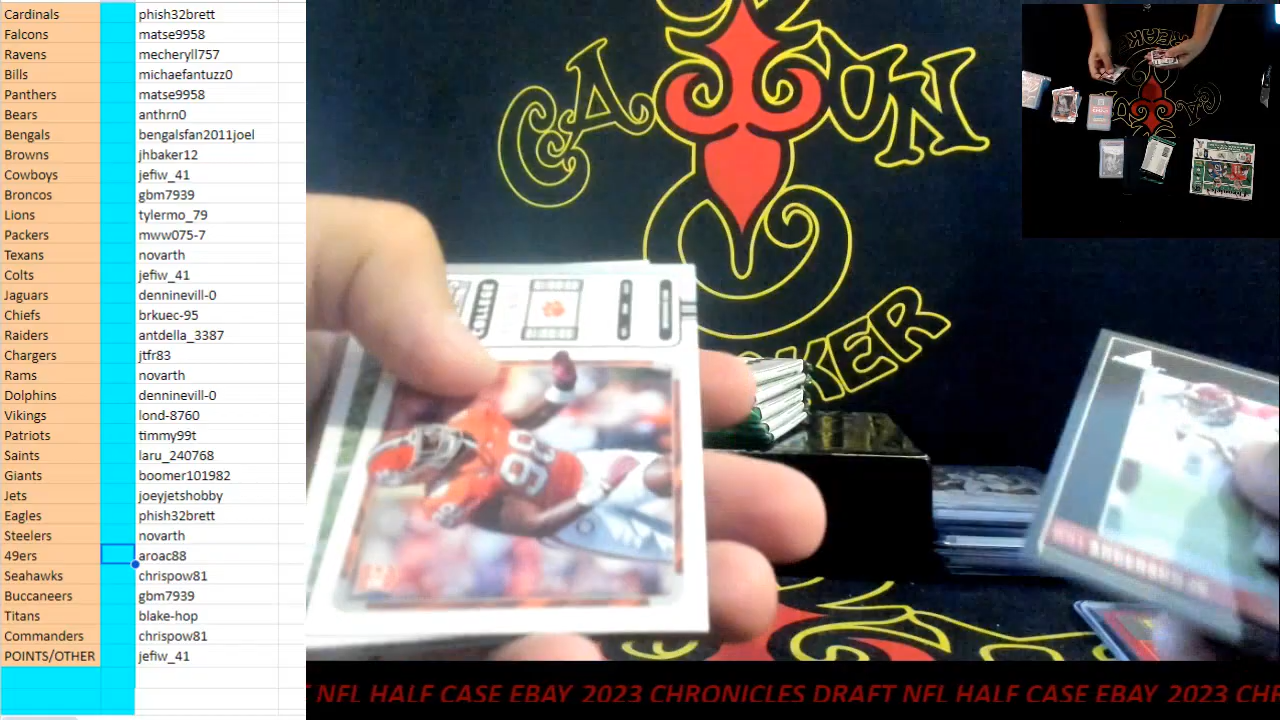 Cardinals phish32brett
Falcons matse9958
Ravens mecheryll757
Bills michaefantuzz0
Panthers matse9958
Bears anthrn0
Bengals bengalsfan2011joel
Browns jhbaker12
Cowboys jefiw_41
Broncos gbm7939
Lions tylermo_79
Packers mww075-7
Texans novarth
Colts jefiw_41
Jaguars denninevill-0
Chiefs brkuec-95
Raiders antdella_3387
Chargers jtfr83
Rams novarth
Dolphins denninevill-0
Vikings lond-8760
Patriots timmy99t
Saints laru_240768
Giants boomer101982
Jets joeyjetshobby
Eagles phish32brett
Steelers novarth
49ers aroac88
Seahawks chrispow81
Buccaneers gbm7939
Titans blake-hop
Commanders chrispow81
POINTS/OTHER jefiw_41
CAJUN
COLLEGE
98
T NFL HALF CASE EBAY 2023 CHRONICLES DRAFT NFL HALF CASE EBAY 2023 CH